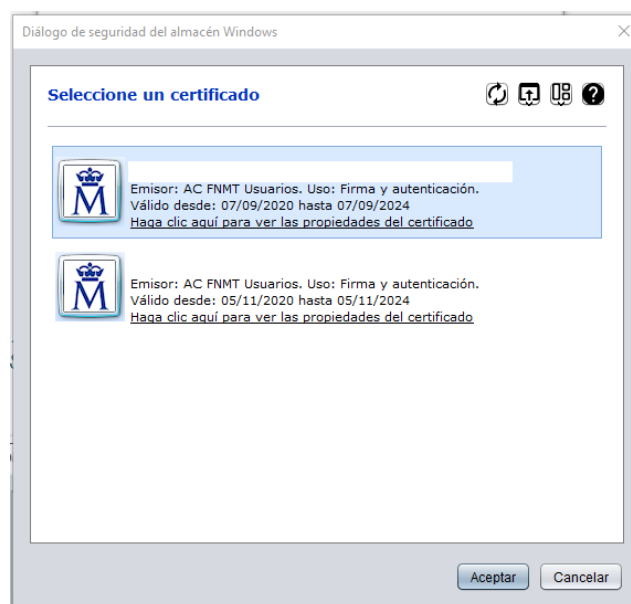 Diálogo de seguridad del almacén Windows
Seleccione un certificado
Emisor: AC FNMT Usuarios. Uso: Firma y autenticación.
Válido desde: 07/09/2020 hasta 07/09/2024
Haga clic aquí para ver las propiedades del certificado
Emisor: AC FNMT Usuarios. Uso: Firma y autenticación.
Válido desde: 05/11/2020 hasta 05/11/2024
Haga clic aquí para ver las propiedades del certificado
Aceptar Cancelar